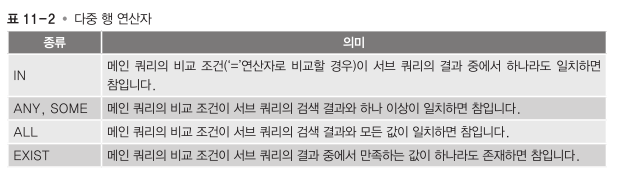 표 11-2 • 다중 행 연산자
종류 의미
IN 메인 쿼리의 비교 조건('='연산자로 비교할 경우)이 서브 쿼리의 결과 중에서 하나라도 일치하면
참입니다.
ANY, SOME 메인 쿼리의 비교 조건이 서브 쿼리의 검색 결과와 하나 이상이 일치하면 참입니다.
ALL 메인 쿼리의 비교 조건이 서브 쿼리의 검색 결과와 모든 값이 일치하면 참입니다.
EXIST 메인 쿼리의 비교 조건이 서브 쿼리의 결과 중에서 만족하는 값이 하나라도 존재하면 참입니다.